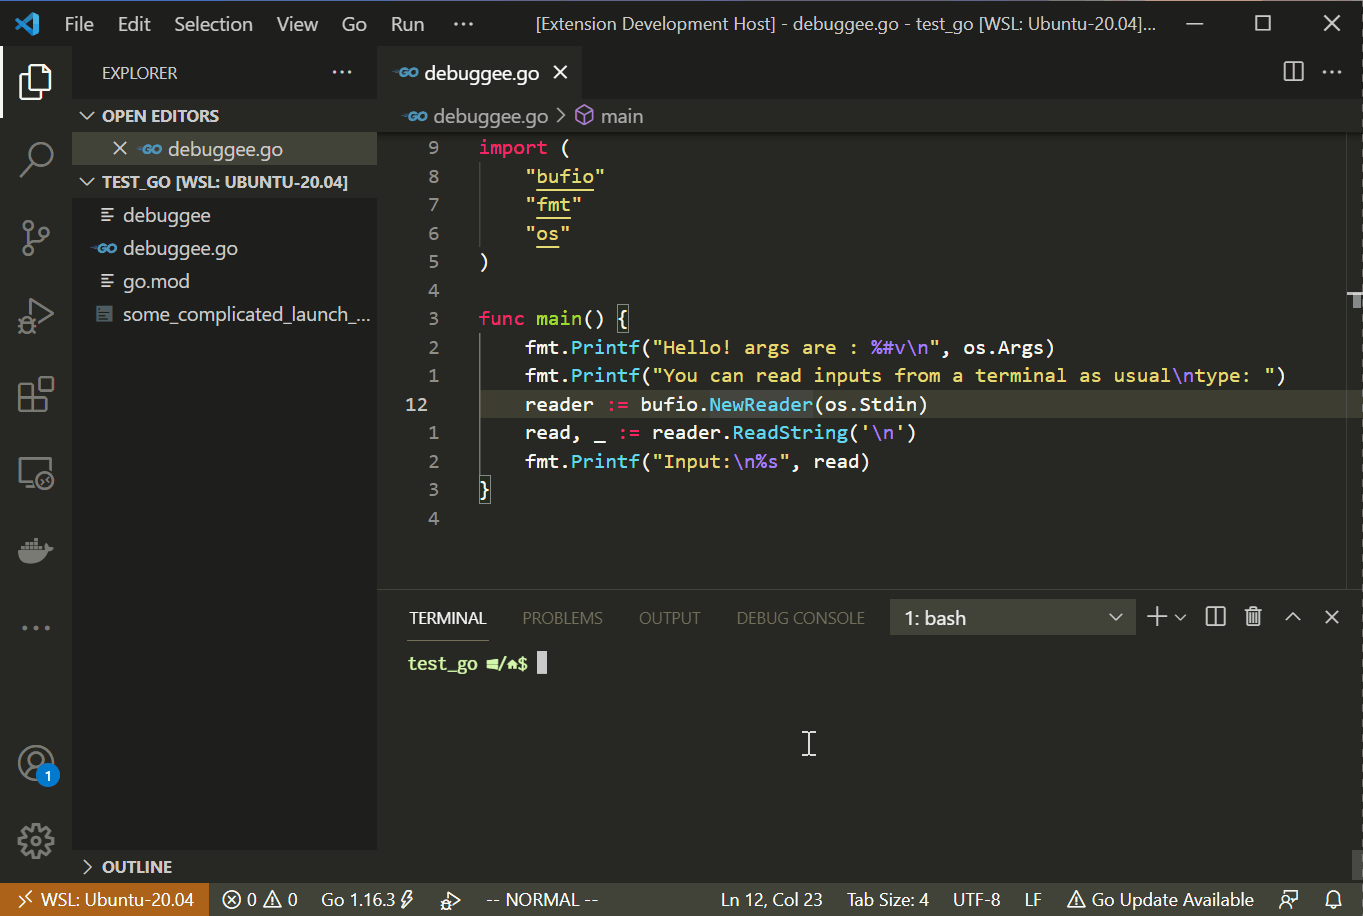 File Edit Selection View Go Run ··· [Extension Development Host] - debuggee.go - test_go [WSL: Ubuntu-20.04]...
EXPLORER ···
OPEN EDITORS
debuggee.go
TEST_GO [WSL: UBUNTU-20.04]
debuggee
GO debuggee.go
go.mod
some_complicated_launch_...
OUTLINE
GO debuggee.go
GO debuggee.go > main
9 import (
8 "bufio"
7 "fmt"
6 "os"
5 )
4
3 func main() {
2 fmt.Printf("Hello! args are : %#v\n", os.Args)
1 fmt.Printf("You can read inputs from a terminal as usual\ntype: ")
12 reader := bufio.NewReader(os.Stdin)
1 read, _ := reader.ReadString('\n')
2 fmt.Printf("Input:\n%s", read)
3 }
4
TERMINAL PROBLEMS OUTPUT DEBUG CONSOLE 1: bash
test_go /$
1
WSL: Ubuntu-20.04 0 0 Go 1.16.3 -- NORMAL -- Ln 12, Col 23 Tab Size: 4 UTF-8 LF Go Update Available